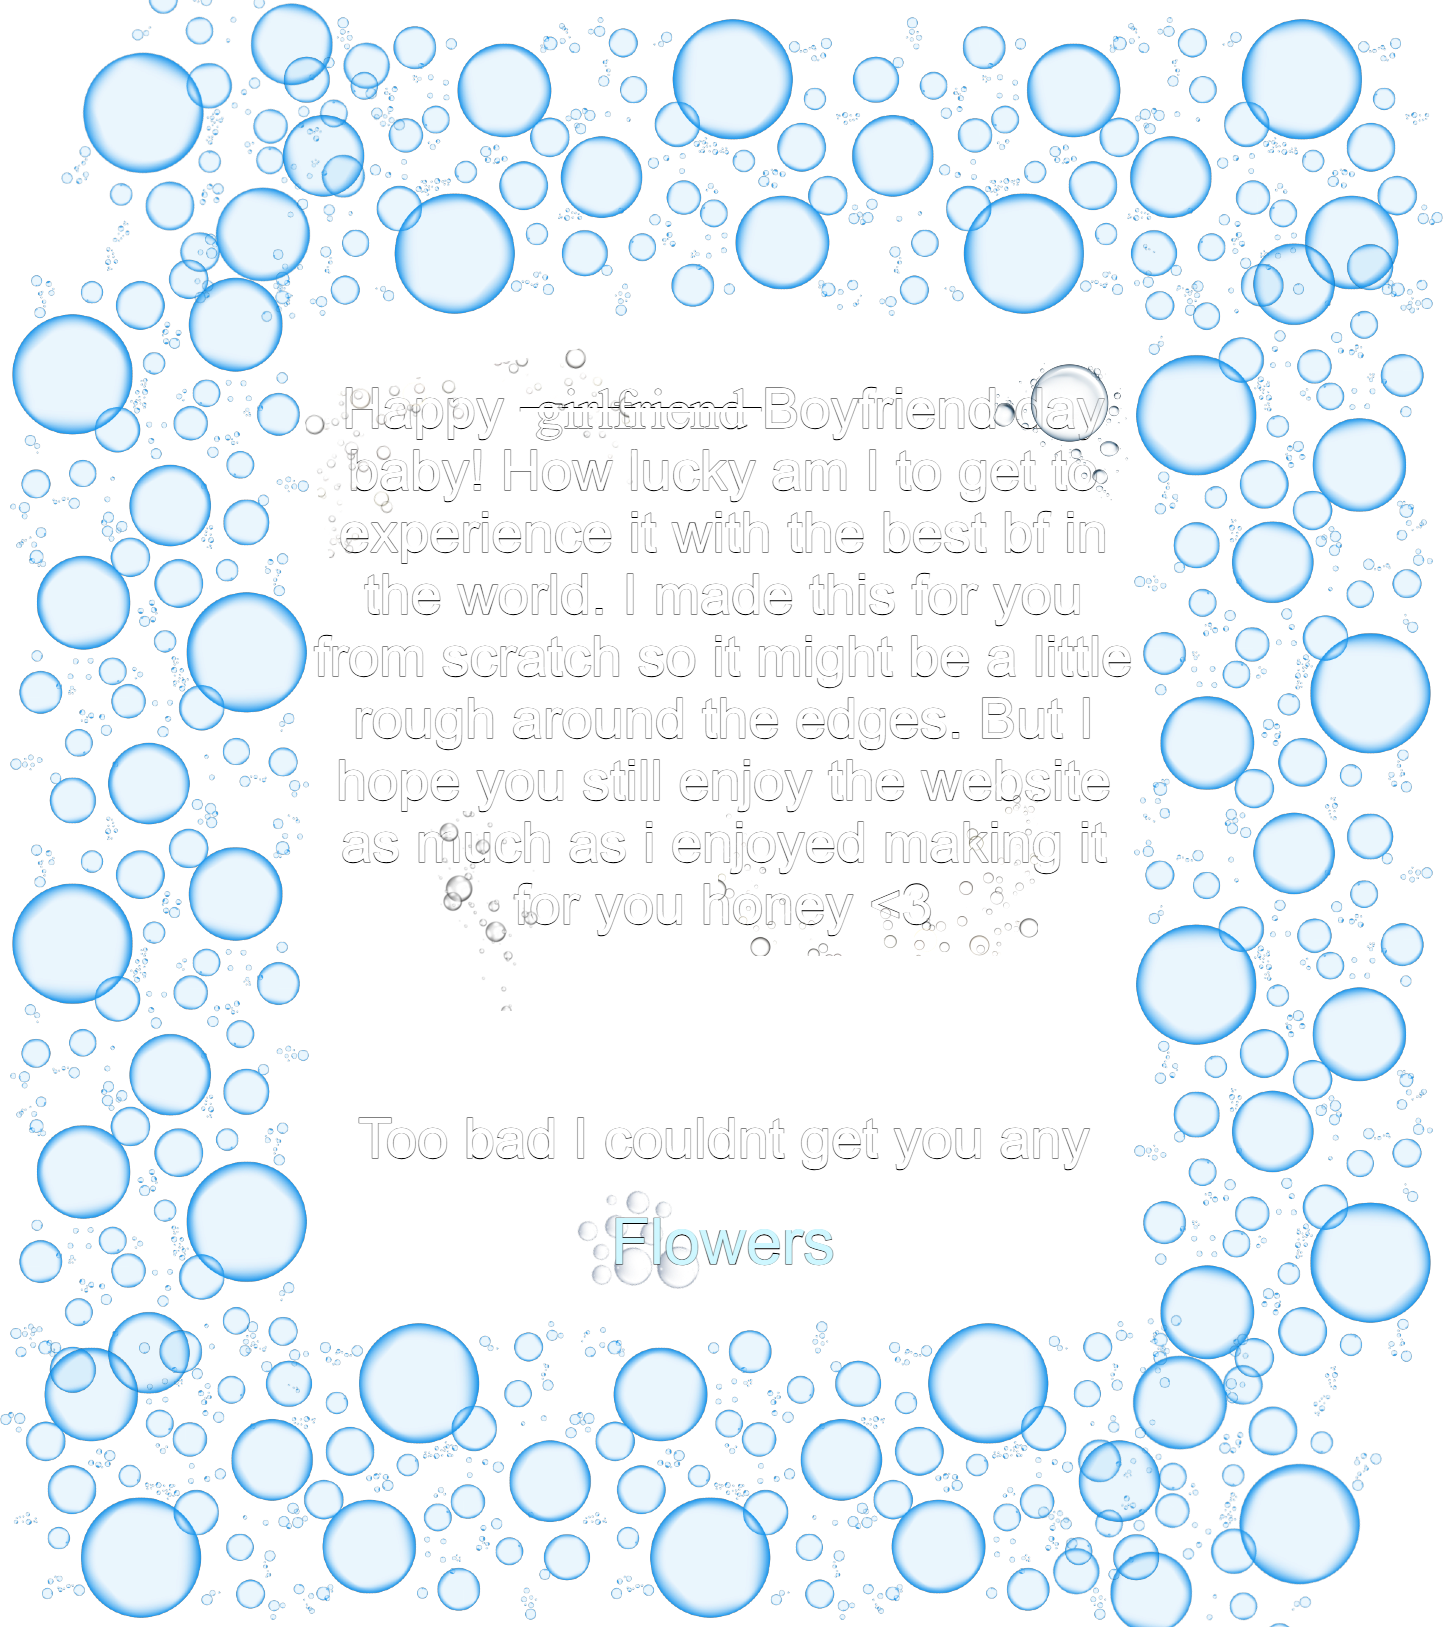 Happy girlfriend Boyfriend day
baby! How lucky am I to get to
experience it with the best bf in
the world. I made this for you
from scratch so it might be a little
rough around the edges. But I
hope you still enjoy the website
as much as i enjoyed making it
for you honey <3
Too bad I couldnt get you any
Flowers